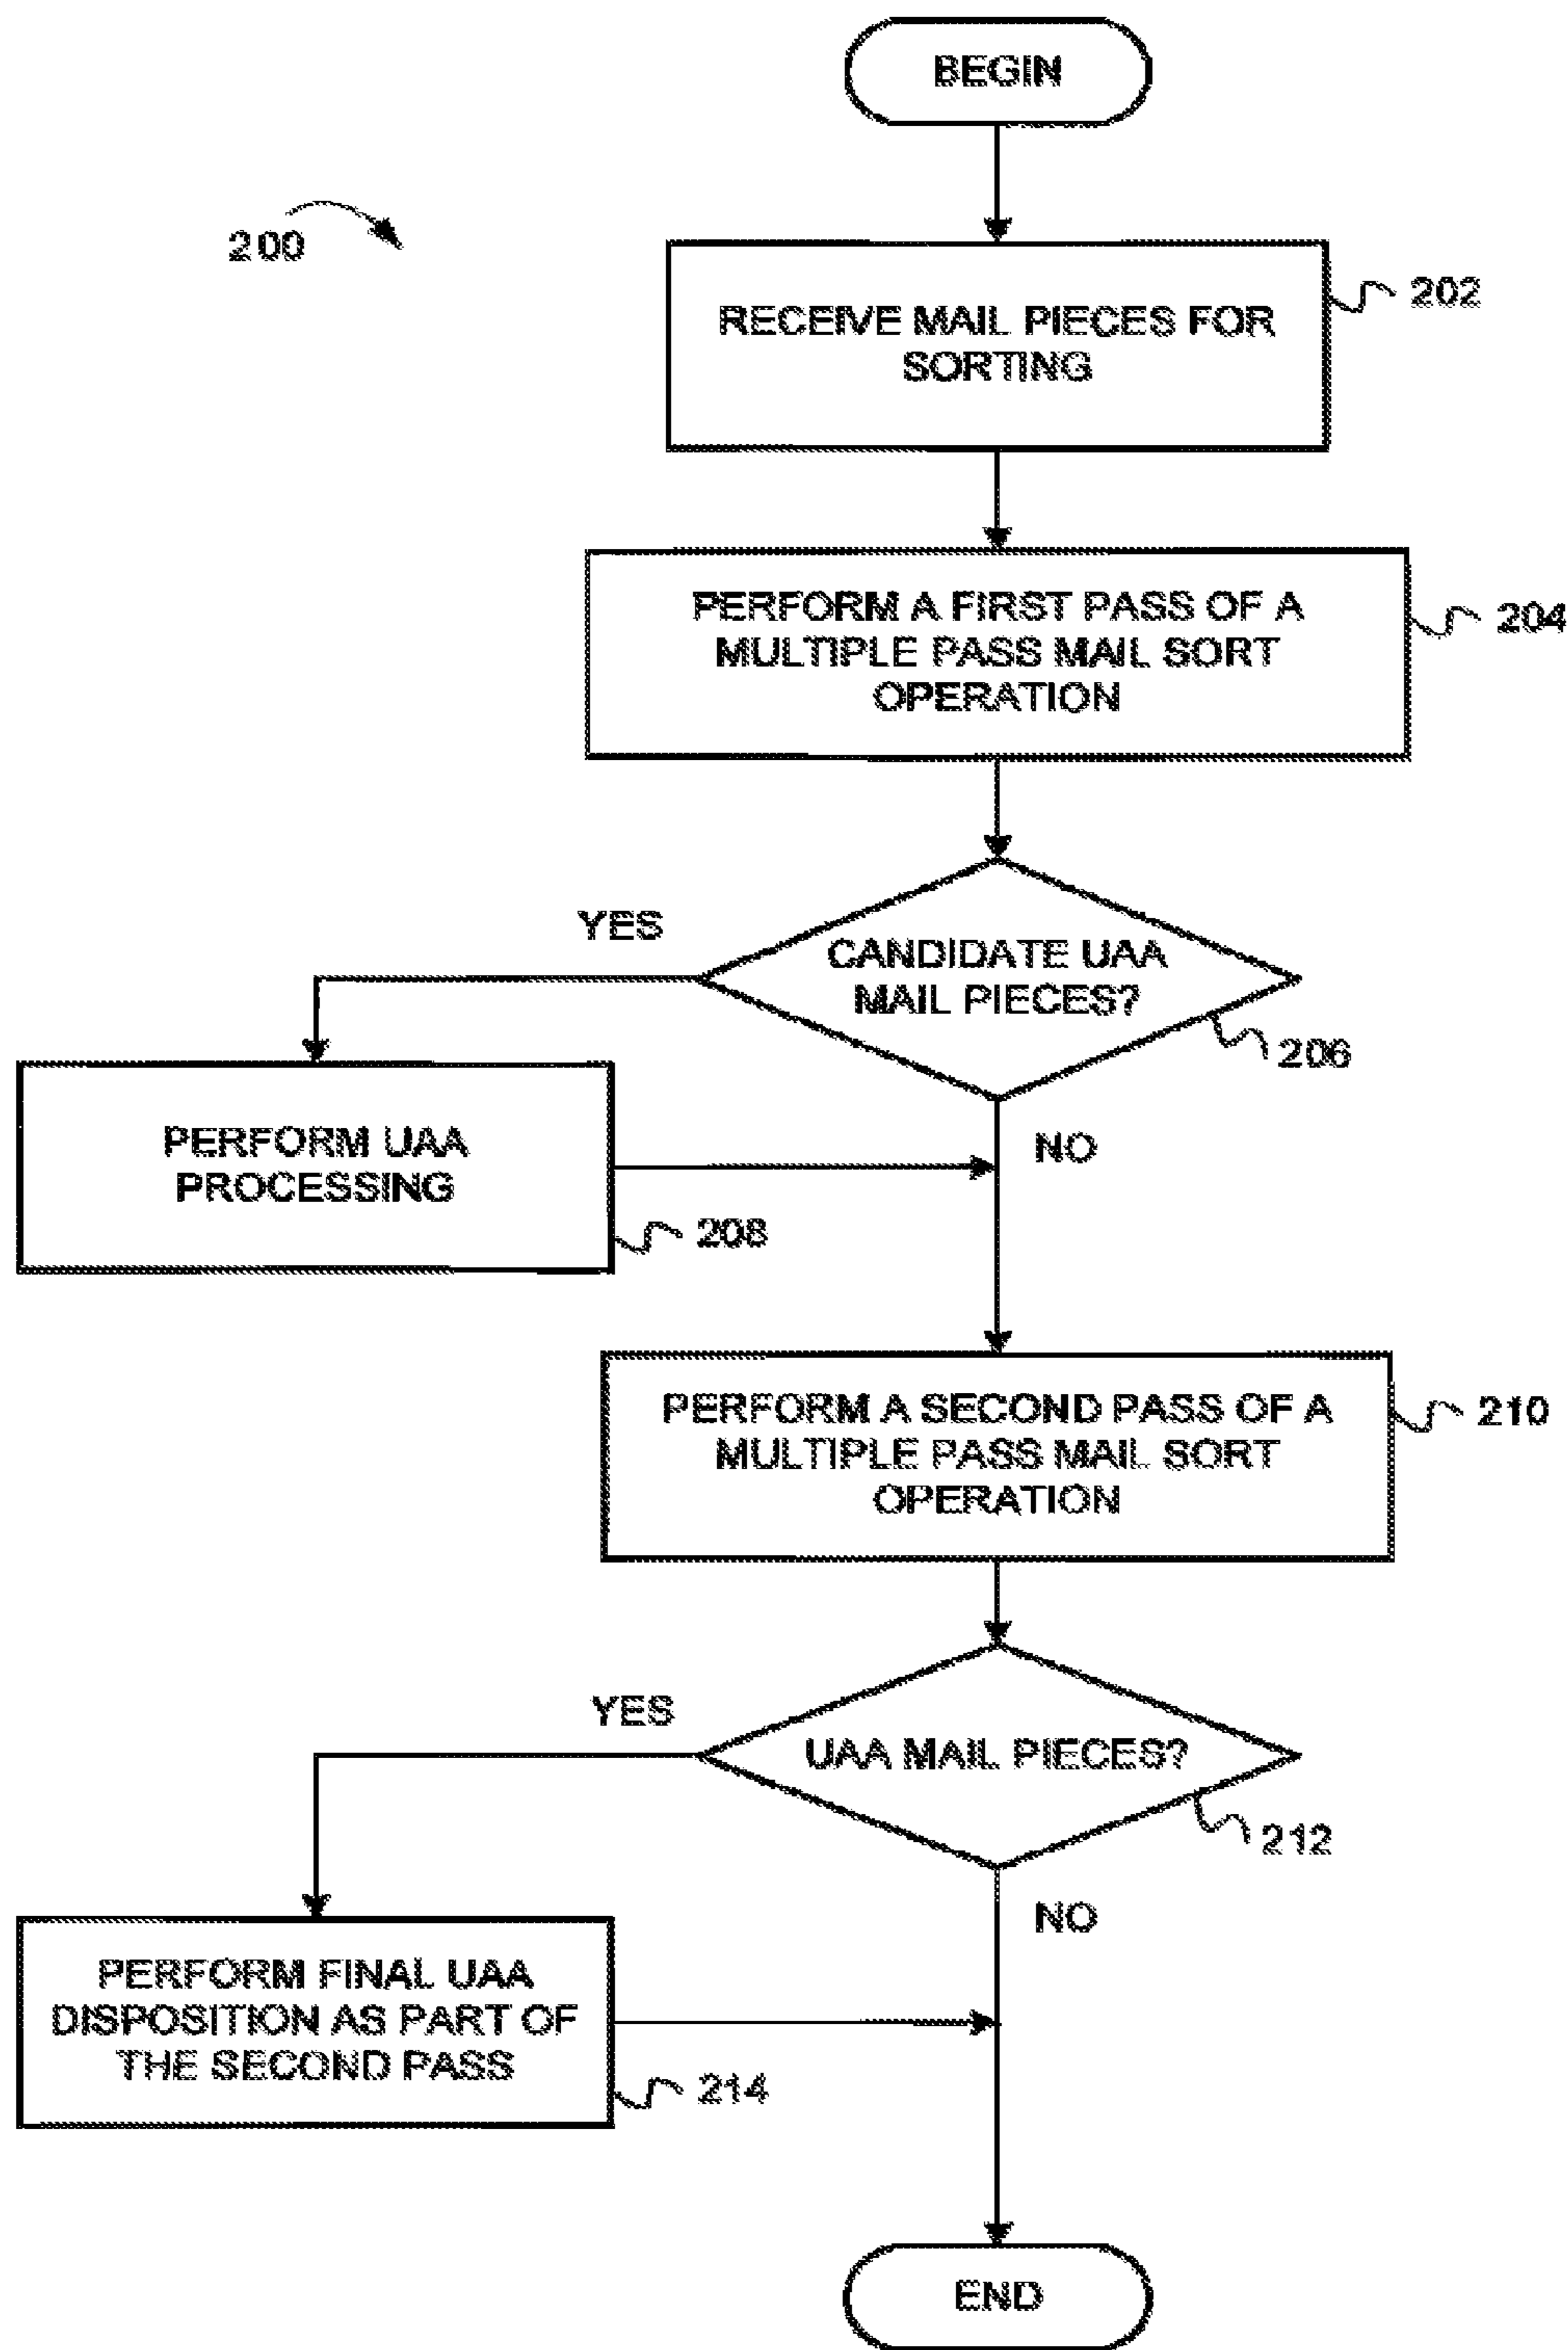 BEGIN
200
RECEIVE MAIL PIECES FOR
SORTING
202
PERFORM A FIRST PASS OF A
MULTIPLE PASS MAIL SORT
OPERATION
204
YES
CANDIDATE UAA
MAIL PIECES?
206
PERFORM UAA
PROCESSING
208
NO
PERFORM A SECOND PASS OF A
MULTIPLE PASS MAIL SORT
OPERATION
210
YES
UAA MAIL PIECES?
212
NO
PERFORM FINAL UAA
DISPOSITION AS PART OF
THE SECOND PASS
214
END